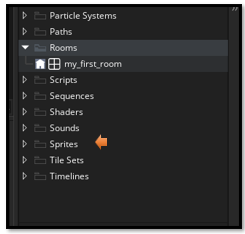 Particle Systems
Paths
Rooms
my_first_room
Scripts
Sequences
Shaders
Sounds
Sprites
Tile Sets
Timelines